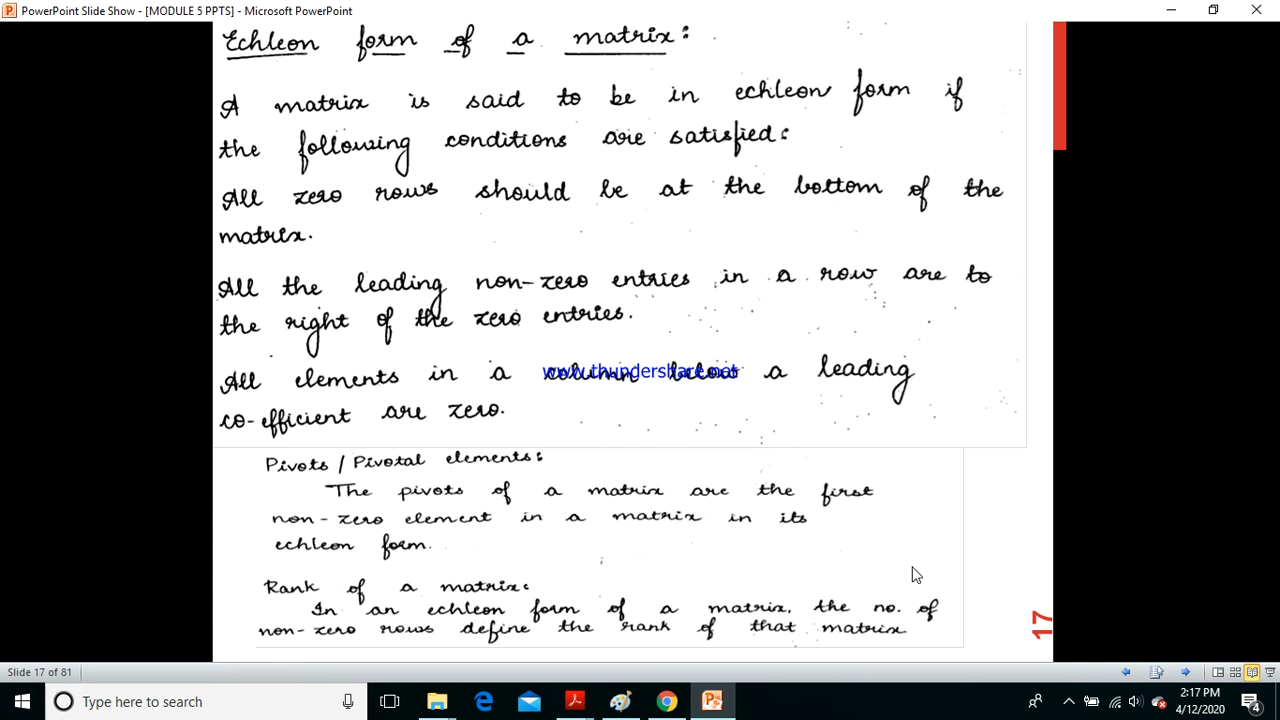 PowerPoint Slide Show - [MODULE 5 PPTS] - Microsoft PowerPoint
Echleon form of a matrix:
A matrix is said to be in echleon form if
the following conditions are satisfied:
All zero rows should be at the bottom of the
matrix.
All the leading non-zero entries in a row are to
the right of the zero entries.
All elements in a column below a leading
www.thundershare.net
co-efficient are zero.
Pivots / Pivotal elements:
The pivots of a matrix are the first
non-zero element in a matrix in its
echleon form.
Rank of a matrix:
In an echleon form of a matrix, the no. of
non-zero rows define the rank of that matrix
17
Slide 17 of 81
Type here to search
2:17 PM
4/12/2020
4